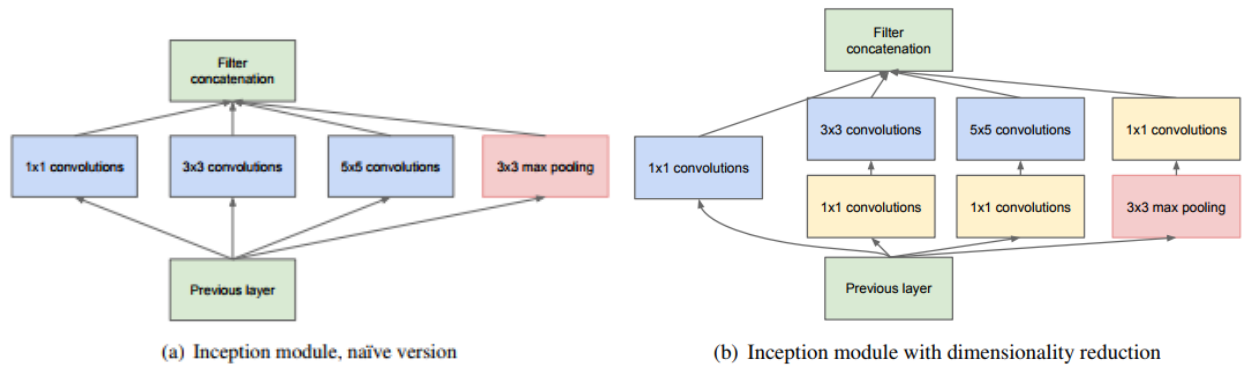 Filter
concatenation
1x1 convolutions
3x3 convolutions
5x5 convolutions
3x3 max pooling
Previous layer
(a) Inception module, naïve version
Filter
concatenation
3x3 convolutions
5x5 convolutions
1x1 convolutions
1x1 convolutions
1x1 convolutions
1x1 convolutions
3x3 max pooling
Previous layer
(b) Inception module with dimensionality reduction